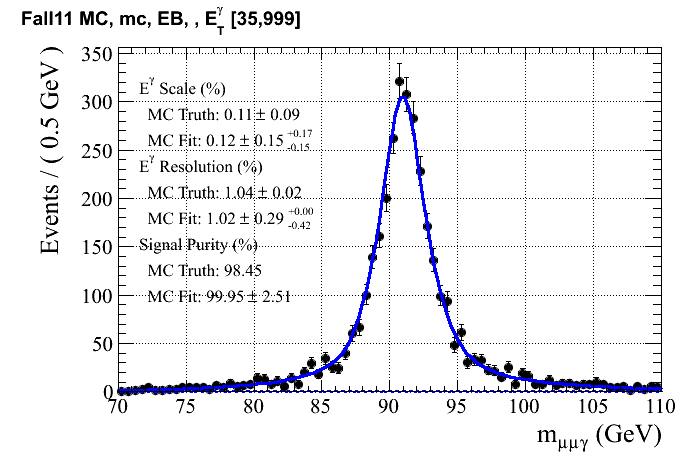 Fall11 MC, mc, EB, , E_T^γ [35,999]
Events / ( 0.5 GeV )
350
300
250
200
150
100
50
0
E^γ Scale (%)
MC Truth: 0.11 ± 0.09
MC Fit: 0.12 ± 0.15 +0.17 -0.15
E^γ Resolution (%)
MC Truth: 1.04 ± 0.02
MC Fit: 1.02 ± 0.29 +0.00 -0.42
Signal Purity (%)
MC Truth: 98.45
MC Fit: 99.95 ± 2.51
70 75 80 85 90 95 100 105 110
m_μμγ (GeV)